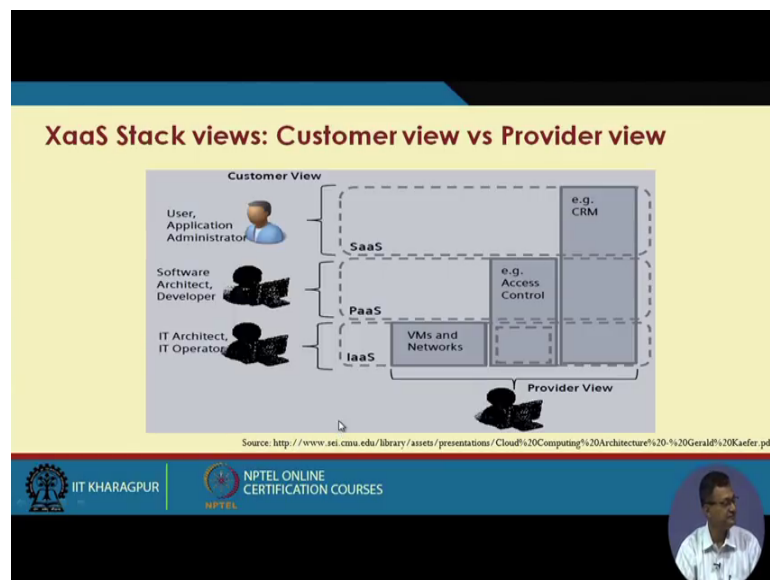 XaaS Stack views: Customer view vs Provider view
Customer View
User,
Application
Administrator
SaaS
e.g.
CRM
Software
Architect,
Developer
PaaS
e.g.
Access
Control
IT Architect,
IT Operator
IaaS
VMs and
Networks
Provider View
Source: http://www.sei.cmu.edu/library/assets/presentations/Cloud%20Computing%20Architecture%20-%20Gerald%20Kaefer.pd
IIT KHARAGPUR
NPTEL
NPTEL ONLINE
CERTIFICATION COURSES